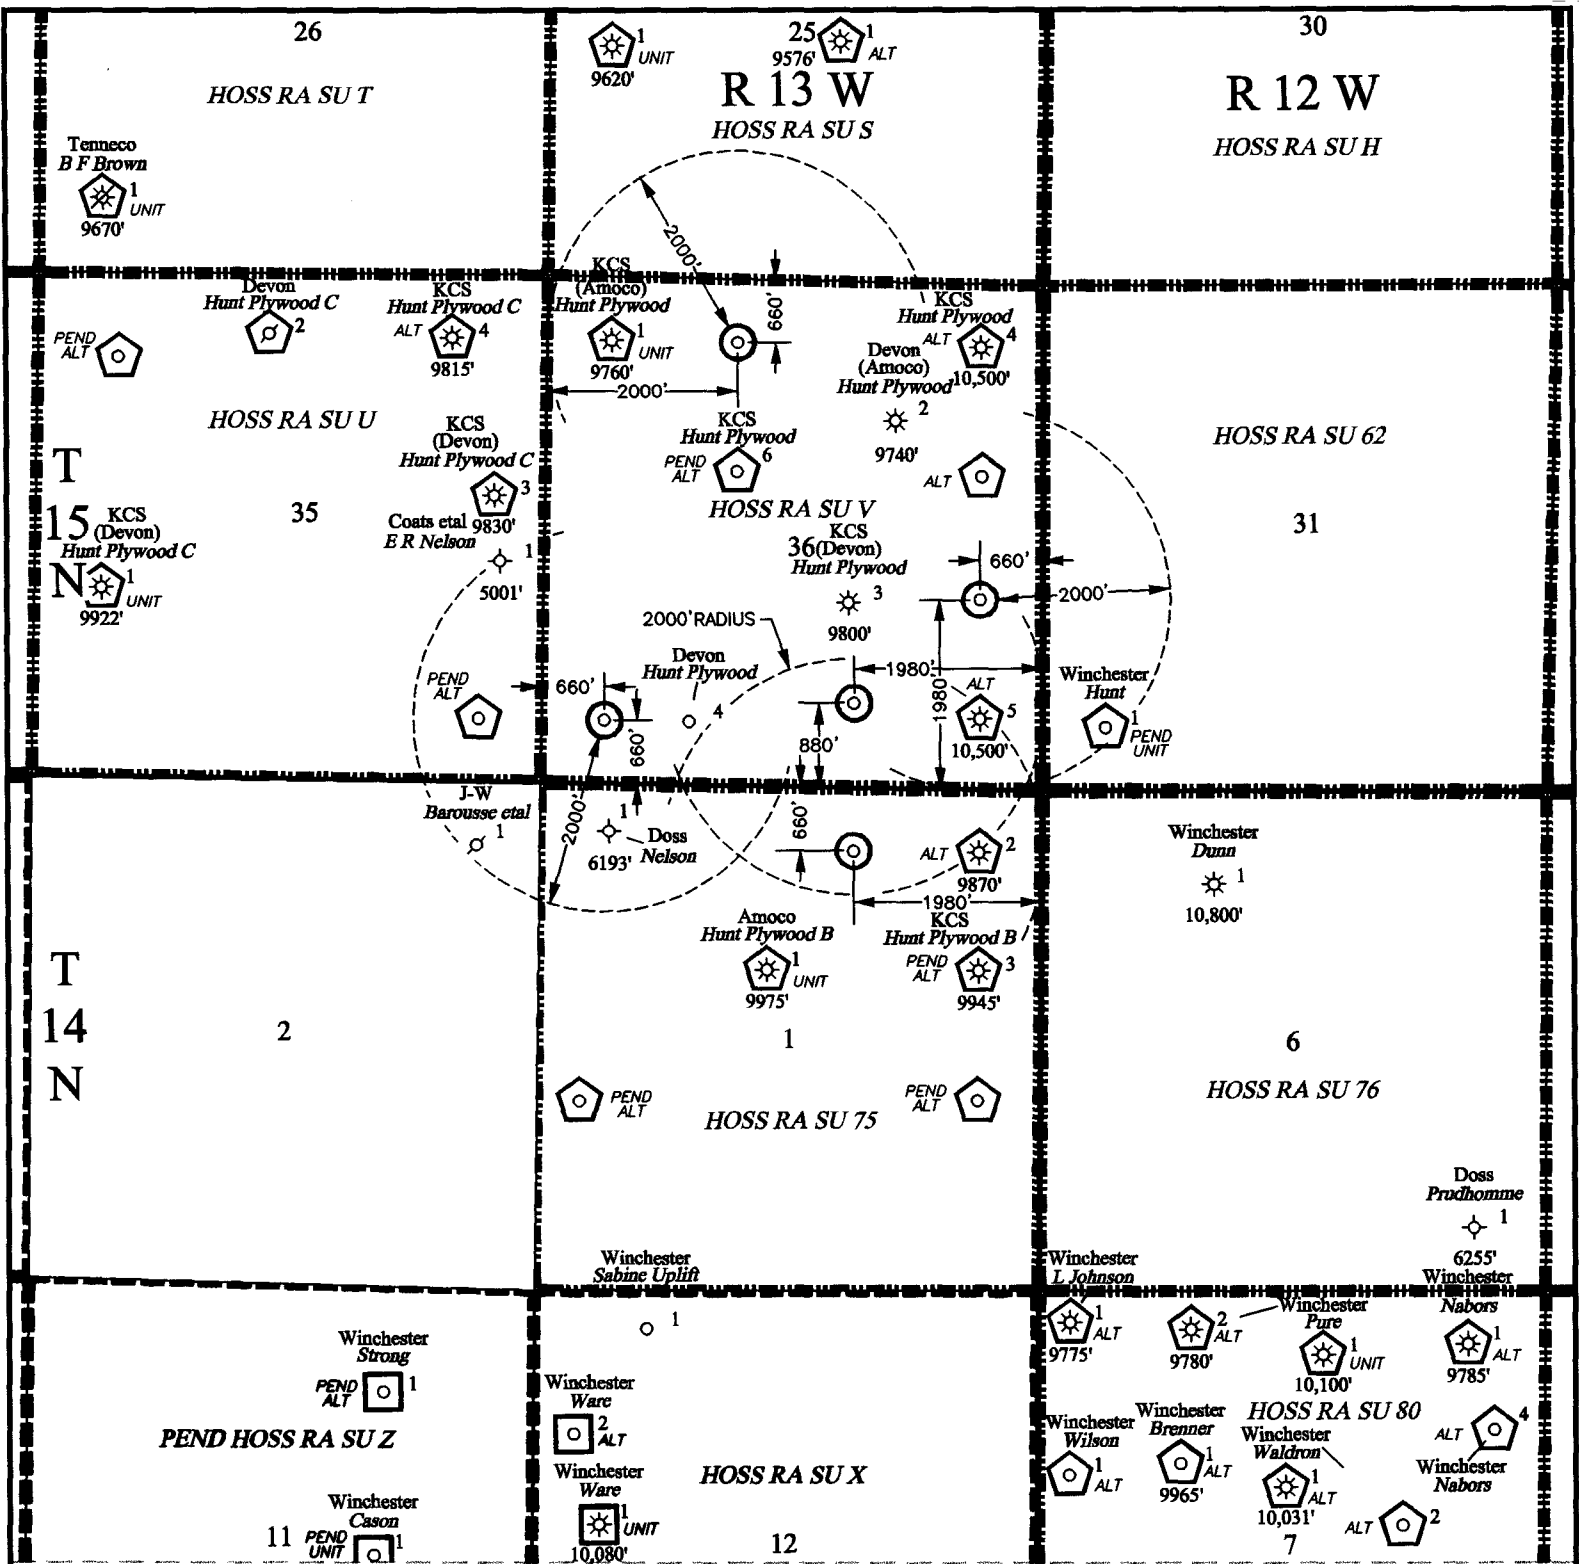 26
HOSS RA SU T
Tenneco
B F Brown
1
UNIT
9670'
1
UNIT
9620'
25
9576'
1
ALT
R 13 W
HOSS RA SU S
30
R 12 W
HOSS RA SU H
2000'
660'
Devon
Hunt Plywood C
2
PEND
ALT
KCS
Hunt Plywood C
ALT
4
9815'
HOSS RA SU U
KCS
(Devon)
Hunt Plywood C
3
9830'
35
Coats etal
E R Nelson
1
5001'
T
15
N
KCS
(Devon)
Hunt Plywood C
1
UNIT
9922'
PEND
ALT
KCS
(Amoco)
Hunt Plywood
1
UNIT
9760'
2000'
KCS
Hunt Plywood
ALT
4
10,500'
Devon
(Amoco)
Hunt Plywood
2
9740'
KCS
Hunt Plywood
PEND
ALT
6
ALT
HOSS RA SU V
36
KCS
(Devon)
Hunt Plywood
3
9800'
660'
2000'
2000' RADIUS
1980'
1980'
Devon
Hunt Plywood
4
660'
660'
880'
ALT
5
10,500'
HOSS RA SU 62
31
Winchester
Hunt
1
PEND
UNIT
J-W
Barousse etal
1
2000'
1
Doss
Nelson
6193'
660'
ALT
2
9870'
1980'
Amoco
Hunt Plywood B
1
UNIT
9975'
KCS
Hunt Plywood B
PEND
ALT
3
9945'
Winchester
Dunn
1
10,800'
T
14
N
2
1
6
PEND
ALT
PEND
ALT
HOSS RA SU 75
HOSS RA SU 76
Doss
Prudhomme
1
6255'
Winchester
Sabine Uplift
1
Winchester
L Johnson
1
ALT
9775'
2
ALT
9780'
Winchester
Pure
1
UNIT
10,100'
Winchester
Nabors
1
ALT
9785'
Winchester
Strong
PEND
ALT
1
PEND HOSS RA SU Z
Winchester
Cason
11
PEND
UNIT
1
Winchester
Ware
2
ALT
Winchester
Ware
1
UNIT
10,080'
HOSS RA SU X
12
Winchester
Wilson
1
ALT
Winchester
Brenner
1
ALT
9965'
HOSS RA SU 80
Winchester
Waldron
1
ALT
10,031'
ALT
4
Winchester
Nabors
ALT
2
7